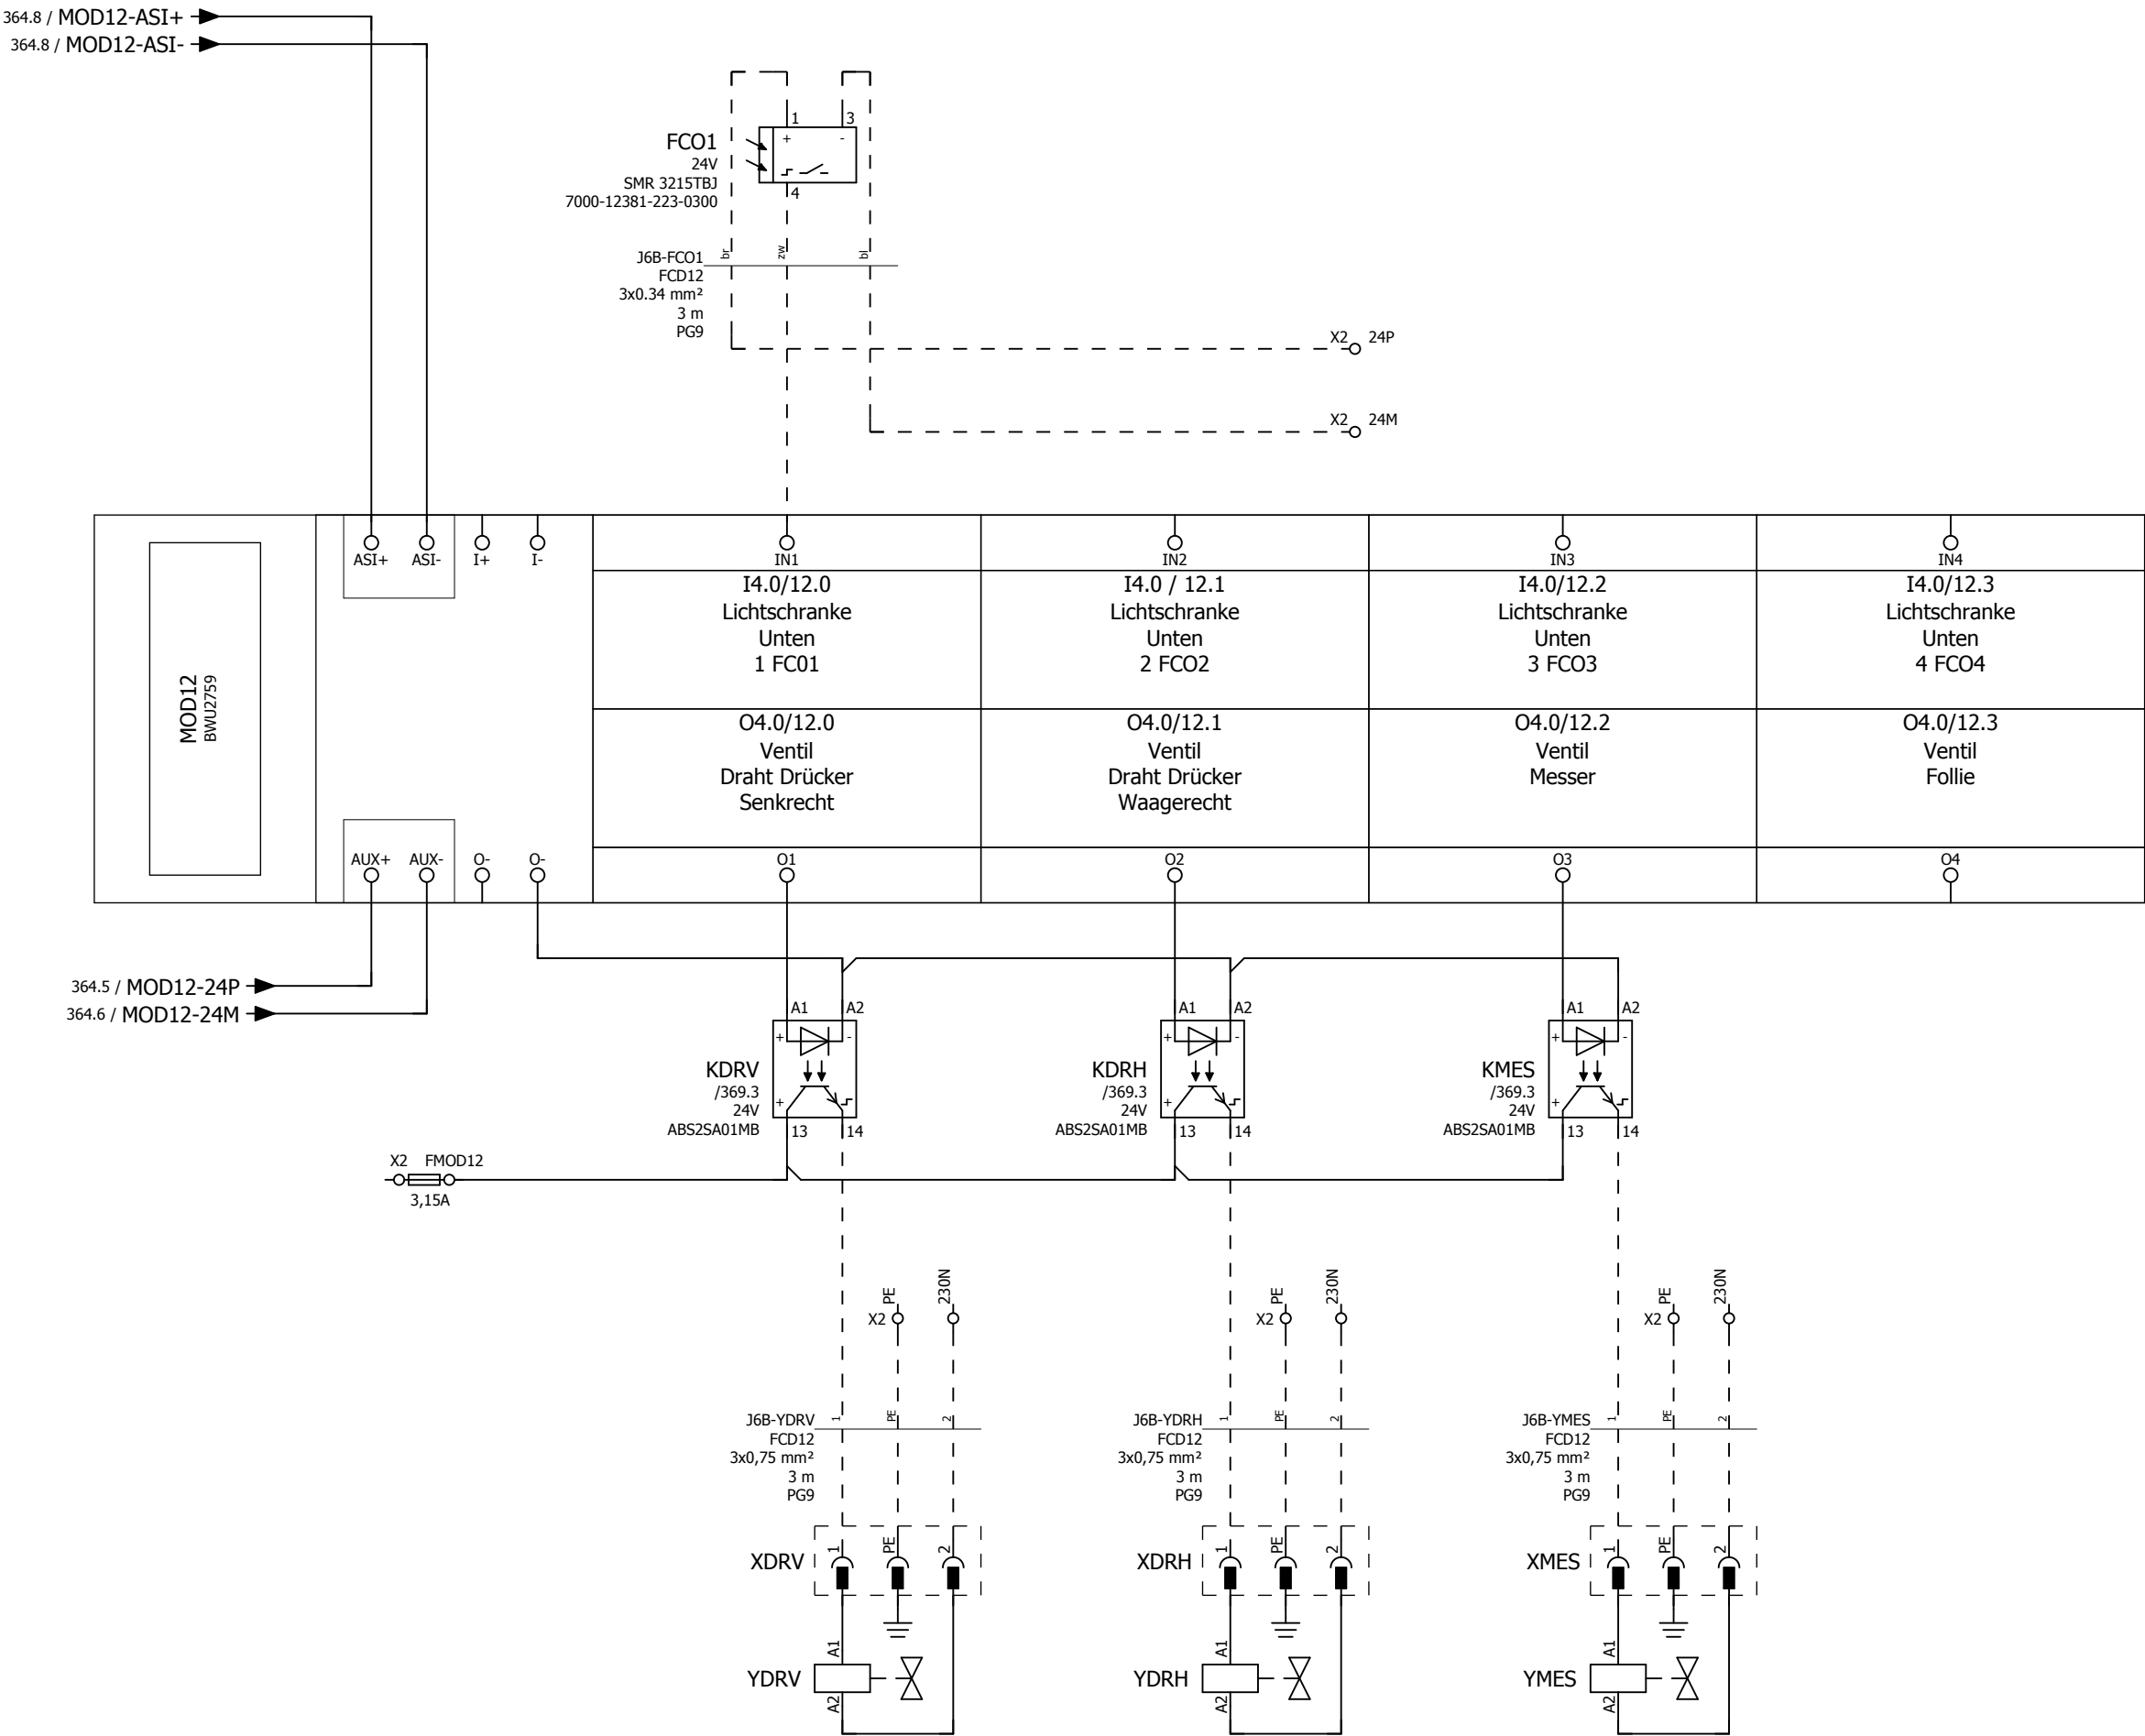 364.8 / MOD12-ASI+
364.8 / MOD12-ASI-
1 3
+ -
FCO1
24V
SMR 3215TBJ
7000-12381-223-0300
4
br zw bl
J6B-FCO1
FCD12
3x0.34 mm²
3 m
PG9
X2 24P
X2 24M
ASI+ ASI- I+ I- IN1 IN2 IN3 IN4
MOD12
BWU2759
I4.0/12.0
Lichtschranke
Unten
1 FC01
I4.0 / 12.1
Lichtschranke
Unten
2 FCO2
I4.0/12.2
Lichtschranke
Unten
3 FCO3
I4.0/12.3
Lichtschranke
Unten
4 FCO4
O4.0/12.0
Ventil
Draht Drücker
Senkrecht
O4.0/12.1
Ventil
Draht Drücker
Waagerecht
O4.0/12.2
Ventil
Messer
O4.0/12.3
Ventil
Follie
AUX+ AUX- O- O- O1 O2 O3 O4
364.5 / MOD12-24P
364.6 / MOD12-24M
A1 A2
+ -
KDRV
/369.3
24V
ABS2SA01MB
+
13 14
A1 A2
+ -
KDRH
/369.3
24V
ABS2SA01MB
+
13 14
A1 A2
+ -
KMES
/369.3
24V
ABS2SA01MB
+
13 14
X2 FMOD12
3,15A
X2 PE 230N
X2 PE 230N
X2 PE 230N
1 PE 2
J6B-YDRV
FCD12
3x0,75 mm²
3 m
PG9
1 PE 2
J6B-YDRH
FCD12
3x0,75 mm²
3 m
PG9
1 PE 2
J6B-YMES
FCD12
3x0,75 mm²
3 m
PG9
XDRV 1 PE 2
XDRH 1 PE 2
XMES 1 PE 2
A1
YDRV
A2
A1
YDRH
A2
A1
YMES
A2